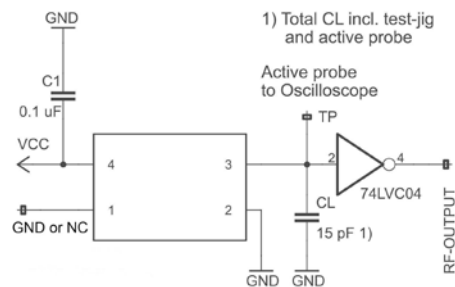 GND
1) Total CL incl. test-jig
and active probe
C1
0.1 uF
Active probe
to Oscilloscope
TP
VCC
4
3
2
4
74LVC04
1
2
GND or NC
CL
15 pF 1)
GND
GND
RF-OUTPUT